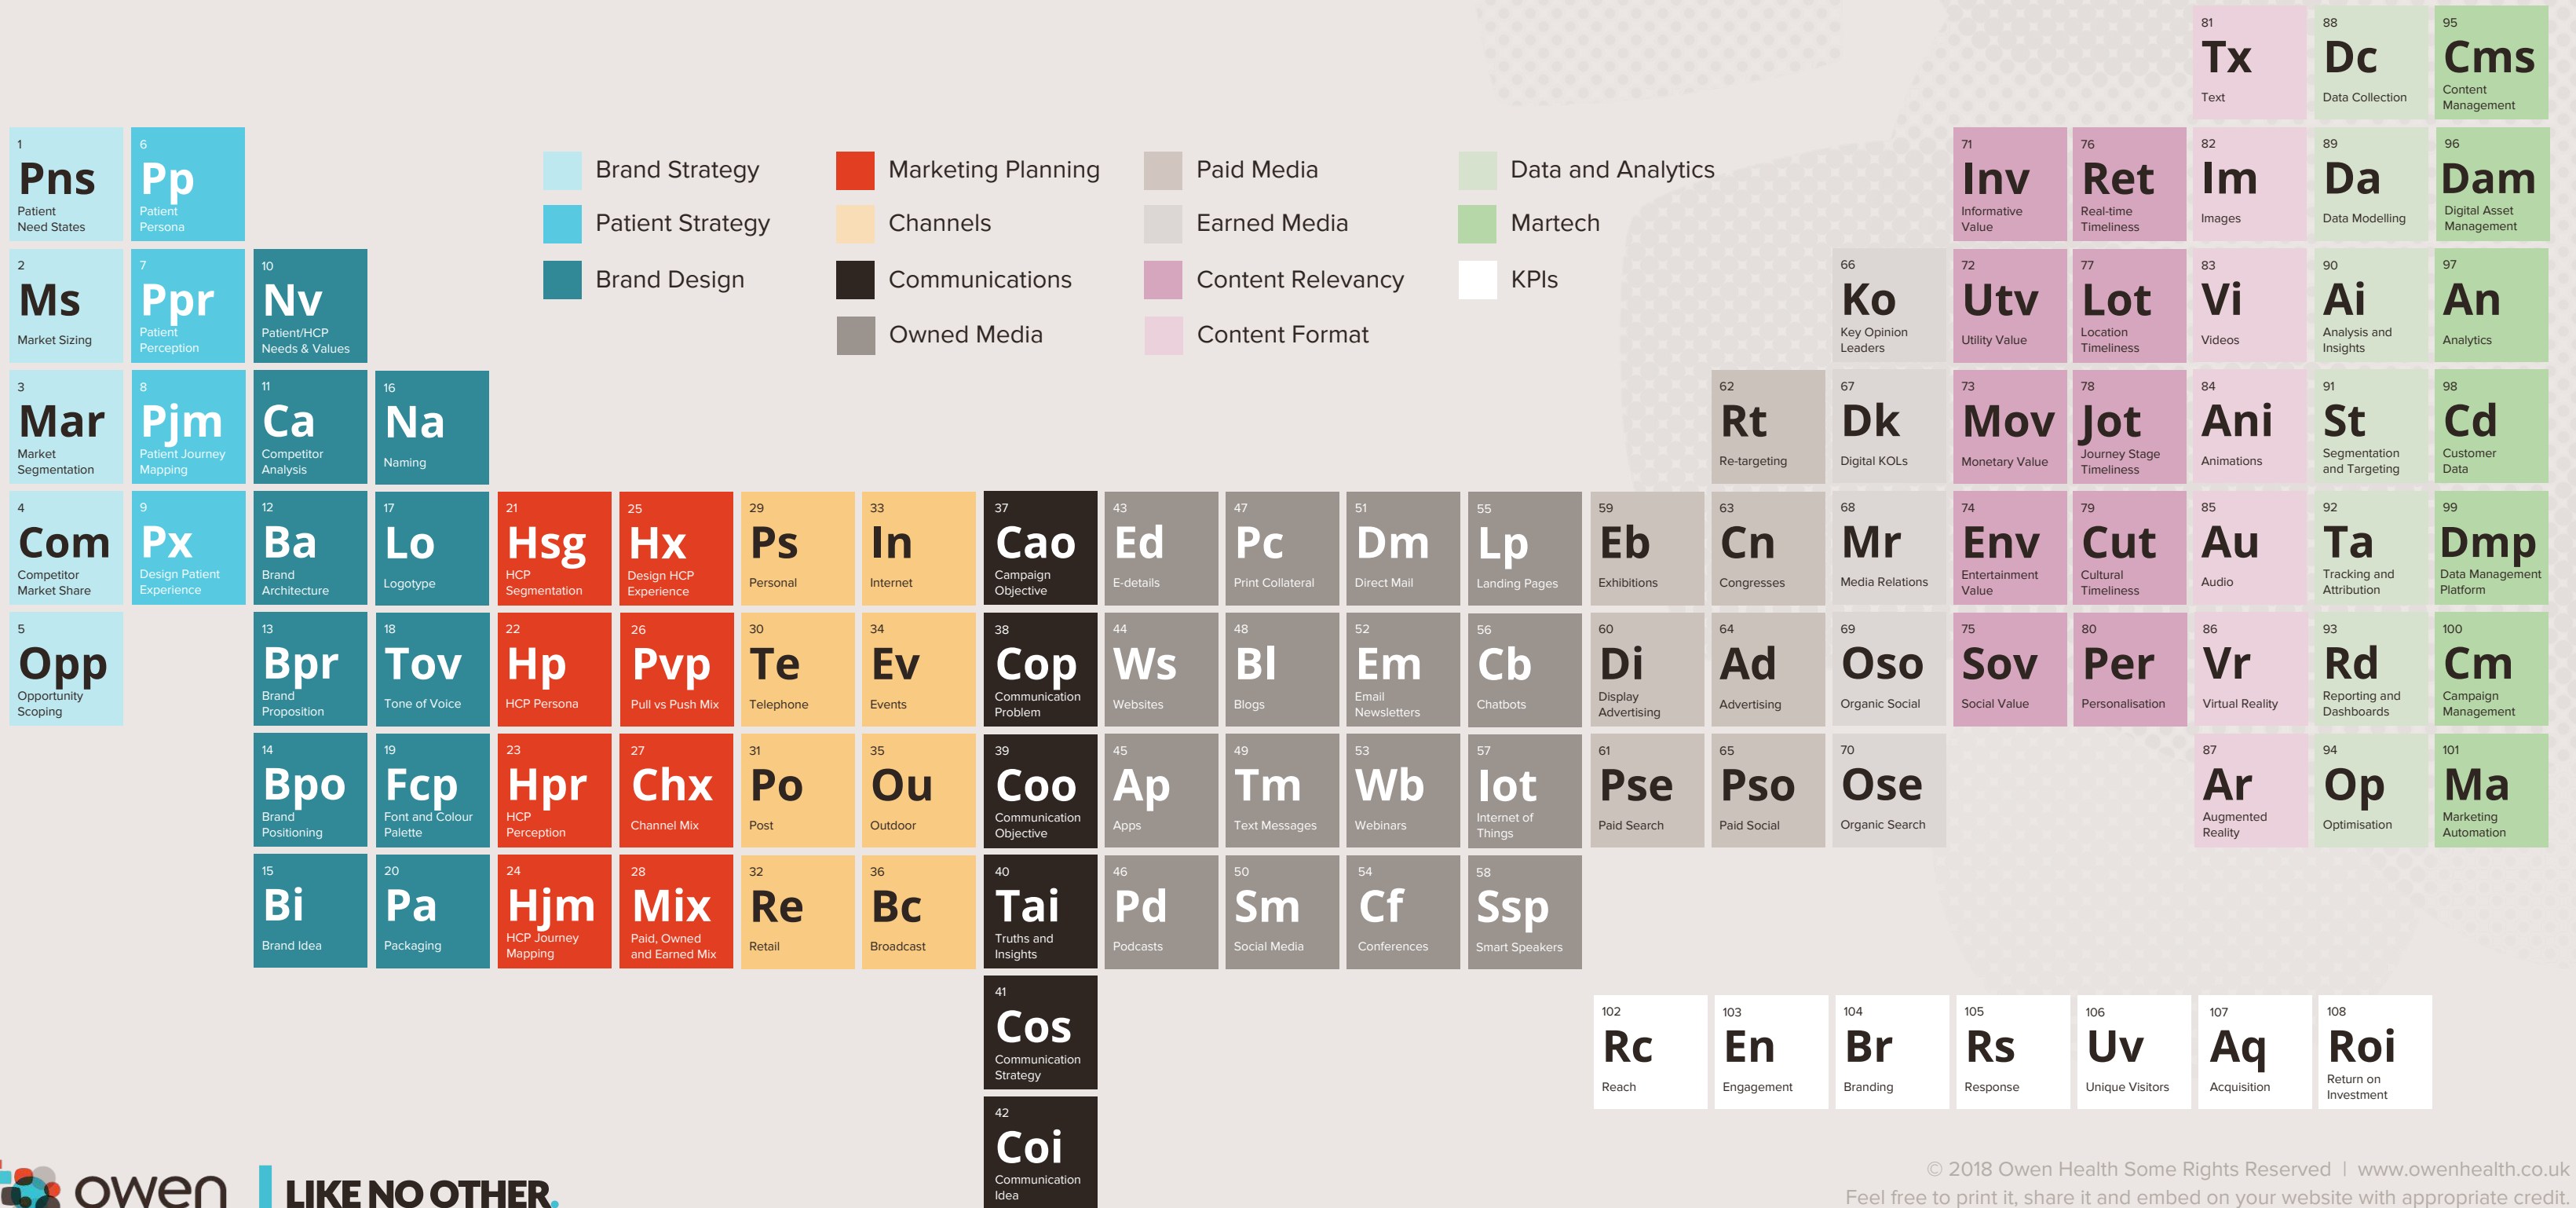 81
Tx
Text
88
Dc
Data Collection
95
Cms
Content
Management
1
Pns
Patient
Need States
6
Pp
Patient
Persona
Brand Strategy
Patient Strategy
Brand Design
Marketing Planning
Channels
Communications
Owned Media
Paid Media
Earned Media
Content Relevancy
Content Format
Data and Analytics
Martech
KPIs
71
Inv
Informative
Value
76
Ret
Real-time
Timeliness
82
Im
Images
89
Da
Data Modelling
96
Dam
Digital Asset
Management
2
Ms
Market Sizing
7
Ppr
Patient
Perception
10
Nv
Patient/HCP
Needs & Values
66
Ko
Key Opinion
Leaders
72
Utv
Utility Value
77
Lot
Location
Timeliness
83
Vi
Videos
90
Ai
Analysis and
Insights
97
An
Analytics
3
Mar
Market
Segmentation
8
Pjm
Patient Journey
Mapping
11
Ca
Competitor
Analysis
16
Na
Naming
62
Rt
Re-targeting
67
Dk
Digital KOLs
73
Mov
Monetary Value
78
Jot
Journey Stage
Timeliness
84
Ani
Animations
91
St
Segmentation
and Targeting
98
Cd
Customer
Data
4
Com
Competitor
Market Share
9
Px
Design Patient
Experience
12
Ba
Brand
Architecture
17
Lo
Logotype
21
Hsg
HCP
Segmentation
25
Hx
Design HCP
Experience
29
Ps
Personal
33
In
Internet
37
Cao
Campaign
Objective
43
Ed
E-details
47
Pc
Print Collateral
51
Dm
Direct Mail
55
Lp
Landing Pages
59
Eb
Exhibitions
63
Cn
Congresses
68
Mr
Media Relations
74
Env
Entertainment
Value
79
Cut
Cultural
Timeliness
85
Au
Audio
92
Ta
Tracking and
Attribution
99
Dmp
Data Management
Platform
5
Opp
Opportunity
Scoping
13
Bpr
Brand
Proposition
18
Tov
Tone of Voice
22
Hp
HCP Persona
26
Pvp
Pull vs Push Mix
30
Te
Telephone
34
Ev
Events
38
Cop
Communication
Problem
44
Ws
Websites
48
Bl
Blogs
52
Em
Email
Newsletters
56
Cb
Chatbots
60
Di
Display
Advertising
64
Ad
Advertising
69
Oso
Organic Social
75
Sov
Social Value
80
Per
Personalisation
86
Vr
Virtual Reality
93
Rd
Reporting and
Dashboards
100
Cm
Campaign
Management
14
Bpo
Brand
Positioning
19
Fcp
Font and Colour
Palette
23
Hpr
HCP
Perception
27
Chx
Channel Mix
31
Po
Post
35
Ou
Outdoor
39
Coo
Communication
Objective
45
Ap
Apps
49
Tm
Text Messages
53
Wb
Webinars
57
Iot
Internet of
Things
61
Pse
Paid Search
65
Pso
Paid Social
70
Ose
Organic Search
87
Ar
Augmented
Reality
94
Op
Optimisation
101
Ma
Marketing
Automation
15
Bi
Brand Idea
20
Pa
Packaging
24
Hjm
HCP Journey
Mapping
28
Mix
Paid, Owned
and Earned Mix
32
Re
Retail
36
Bc
Broadcast
40
Tai
Truths and
Insights
46
Pd
Podcasts
50
Sm
Social Media
54
Cf
Conferences
58
Ssp
Smart Speakers
41
Cos
Communication
Strategy
102
Rc
Reach
103
En
Engagement
104
Br
Branding
105
Rs
Response
106
Uv
Unique Visitors
107
Aq
Acquisition
108
Roi
Return on
Investment
42
Coi
Communication
Idea
owen
LIKE NO OTHER.
© 2018 Owen Health Some Rights Reserved | www.owenhealth.co.uk
Feel free to print it, share it and embed on your website with appropriate credit.